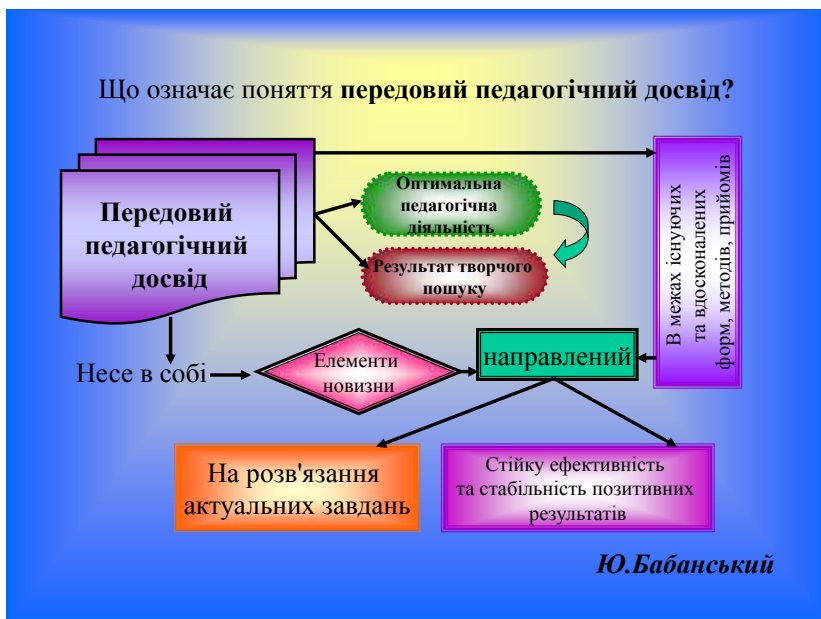 Що означає поняття передовий педагогічний досвід?
Передовий
педагогічний
досвід
Оптимальна
педагогічна
діяльність
Результат творчого
пошуку
В межах існуючих
та вдосконалених
форм, методів, прийомів
Несе в собі
Елементи
новизни
направлений
На розв'язання
актуальних завдань
Стійку ефективність
та стабільність позитивних
результатів
Ю.Бабанський